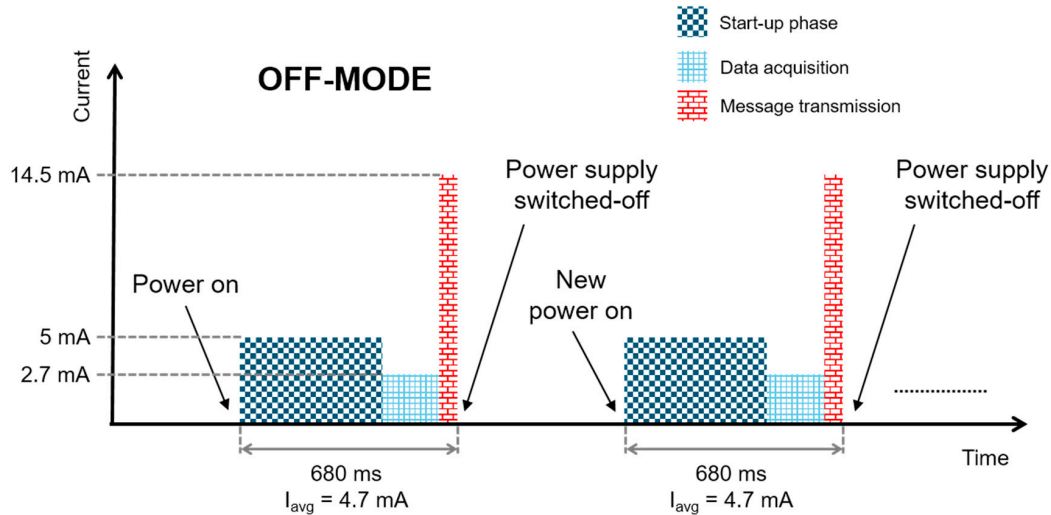 Start-up phase
Data acquisition
Message transmission
OFF-MODE
Current
14.5 mA
5 mA
2.7 mA
Power on
Power supply
switched-off
New
power on
Power supply
switched-off
....................
Time
680 ms
I_avg = 4.7 mA
680 ms
I_avg = 4.7 mA